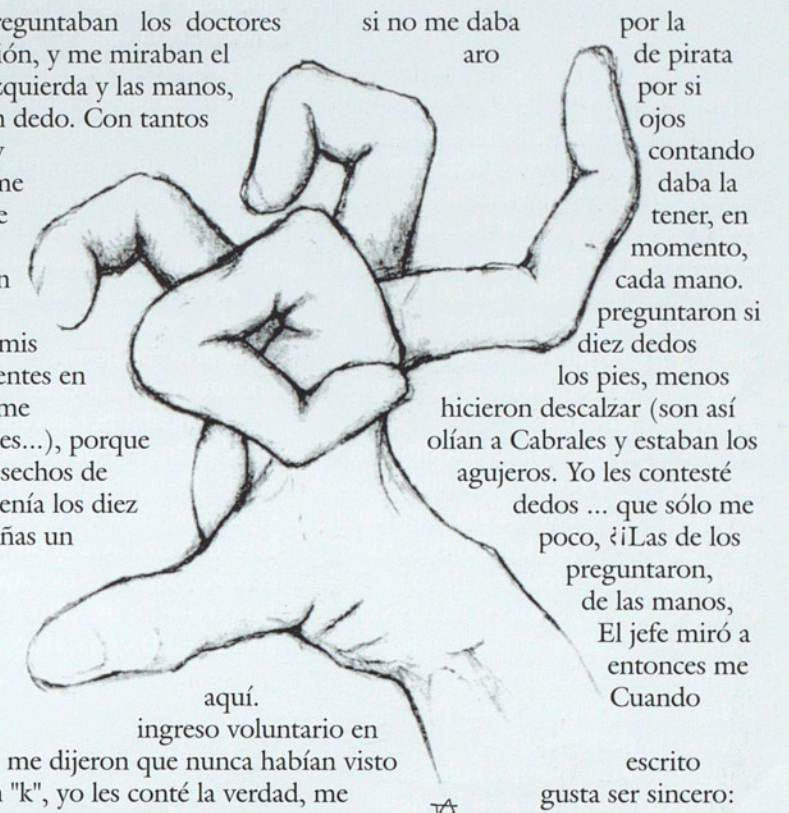 reguntaban los doctores si no me daba por la
ión, y me miraban el aro de pirata
zquierda y las manos, por si
n dedo. Con tantos ojos
y contando
me daba la
e tener, en
momento,
n cada mano.
preguntaron si
mis diez dedos
entes en los pies, menos
me hicieron descalzar (son así
es...), porque olían a Cabrales y estaban los
sechos de agujeros. Yo les contesté
enía los diez dedos ... que sólo me
ñas un poco, ¿¡Las de los
preguntaron,
de las manos,
El jefe miró a
entonces me
aquí. Cuando
ingreso voluntario en
me dijeron que nunca habían visto escrito
n "k", yo les conté la verdad, me gusta ser sincero: